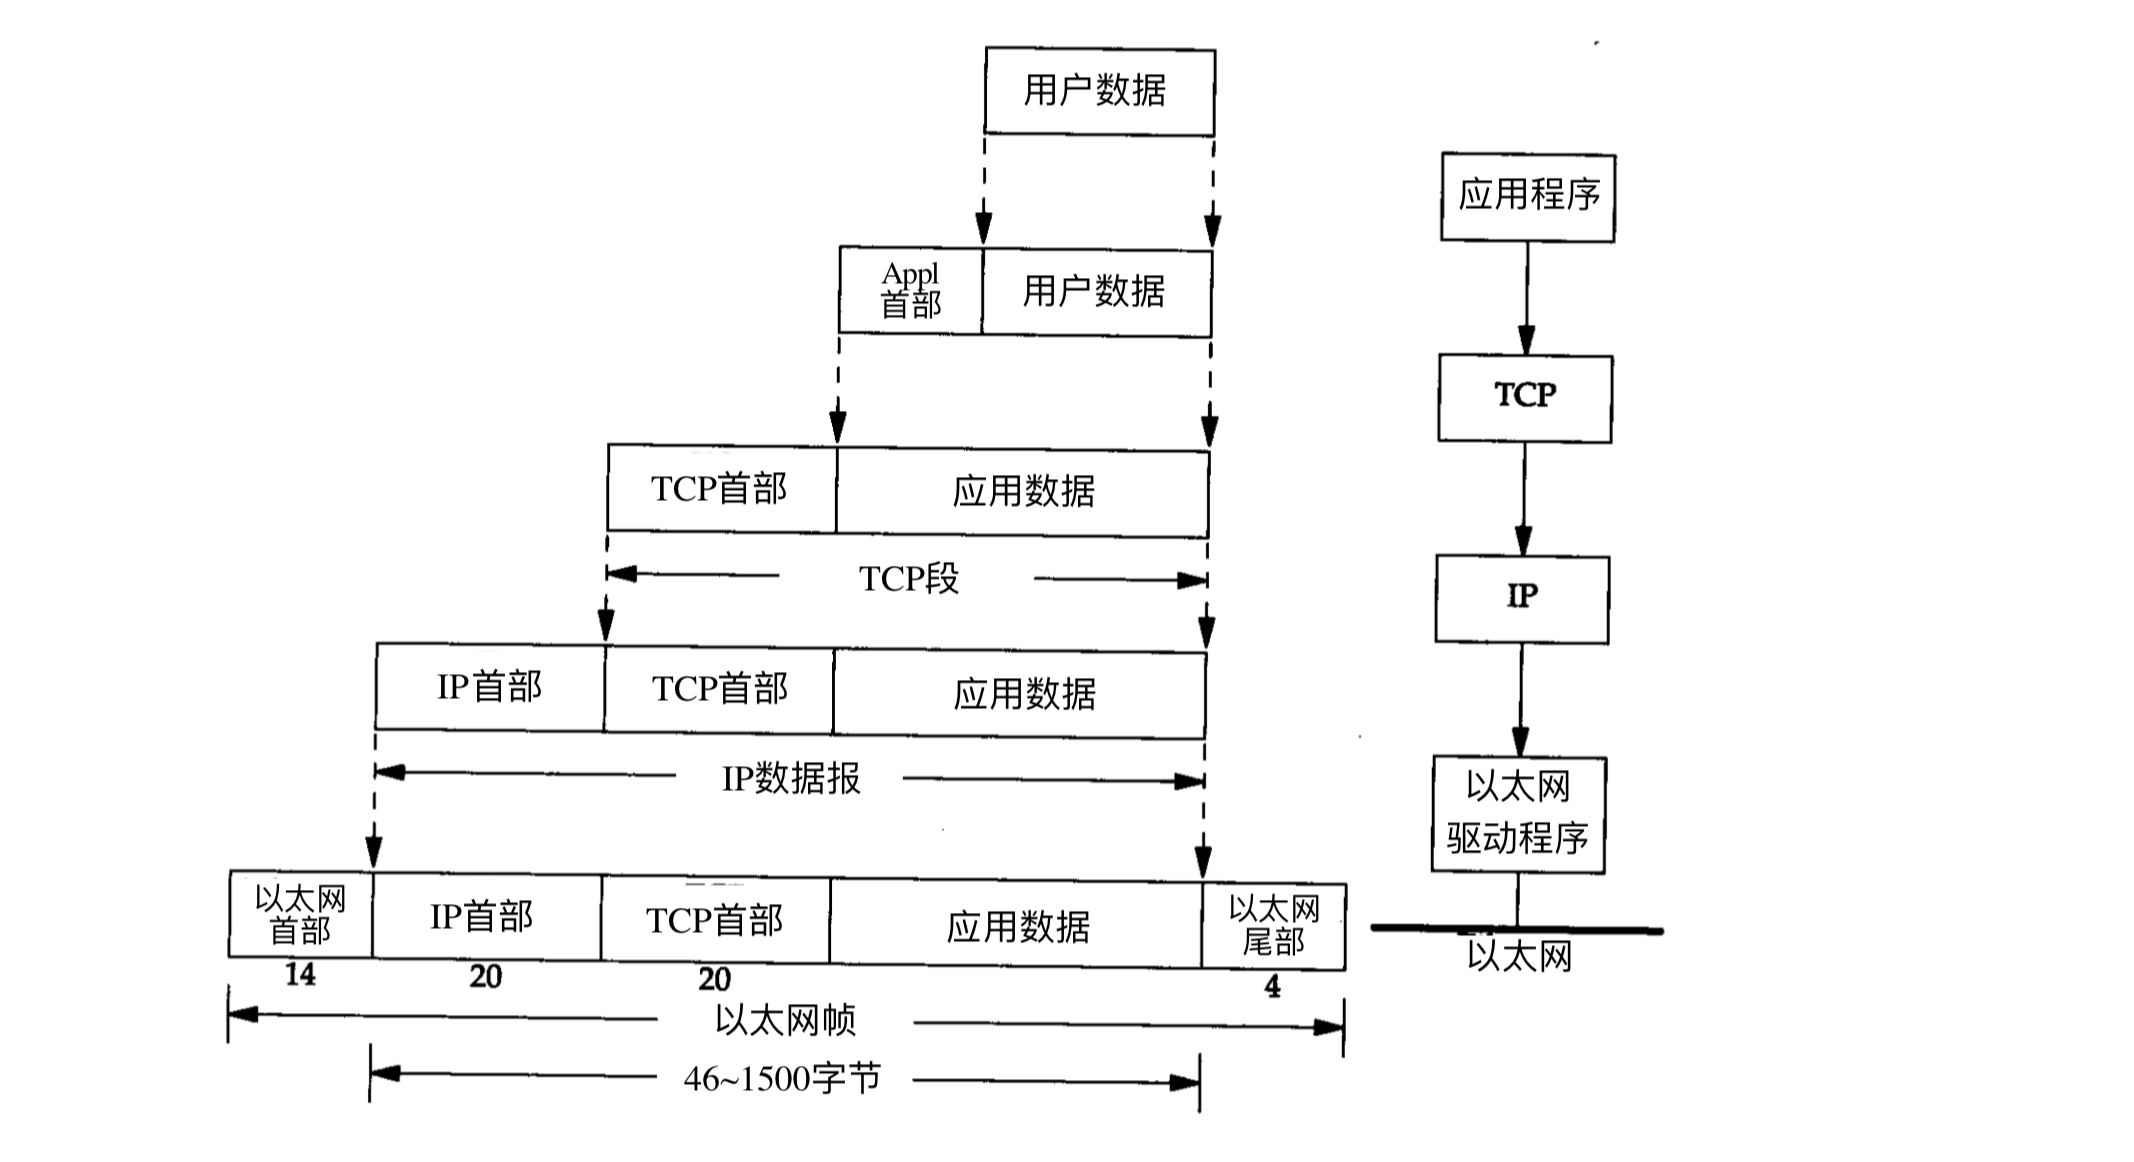 用户数据
应用程序
Appl
首部
用户数据
TCP
TCP首部
应用数据
TCP段
IP
IP首部
TCP首部
应用数据
IP数据报
以太网
驱动程序
以太网
首部
IP首部
TCP首部
应用数据
以太网
尾部
以太网
14
20
20
4
以太网帧
46~1500字节